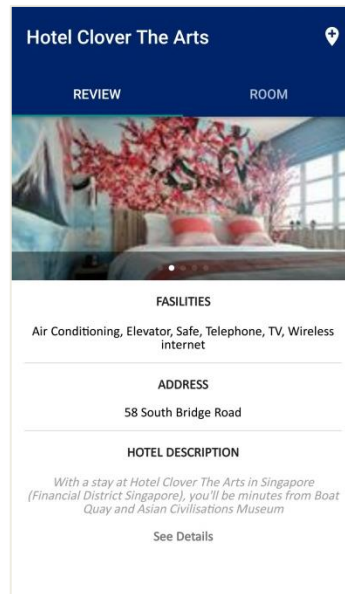 Hotel Clover The Arts
REVIEW ROOM
FASILITIES
Air Conditioning, Elevator, Safe, Telephone, TV, Wireless
internet
ADDRESS
58 South Bridge Road
HOTEL DESCRIPTION
With a stay at Hotel Clover The Arts in Singapore
(Financial District Singapore), you'll be minutes from Boat
Quay and Asian Civilisations Museum
See Details